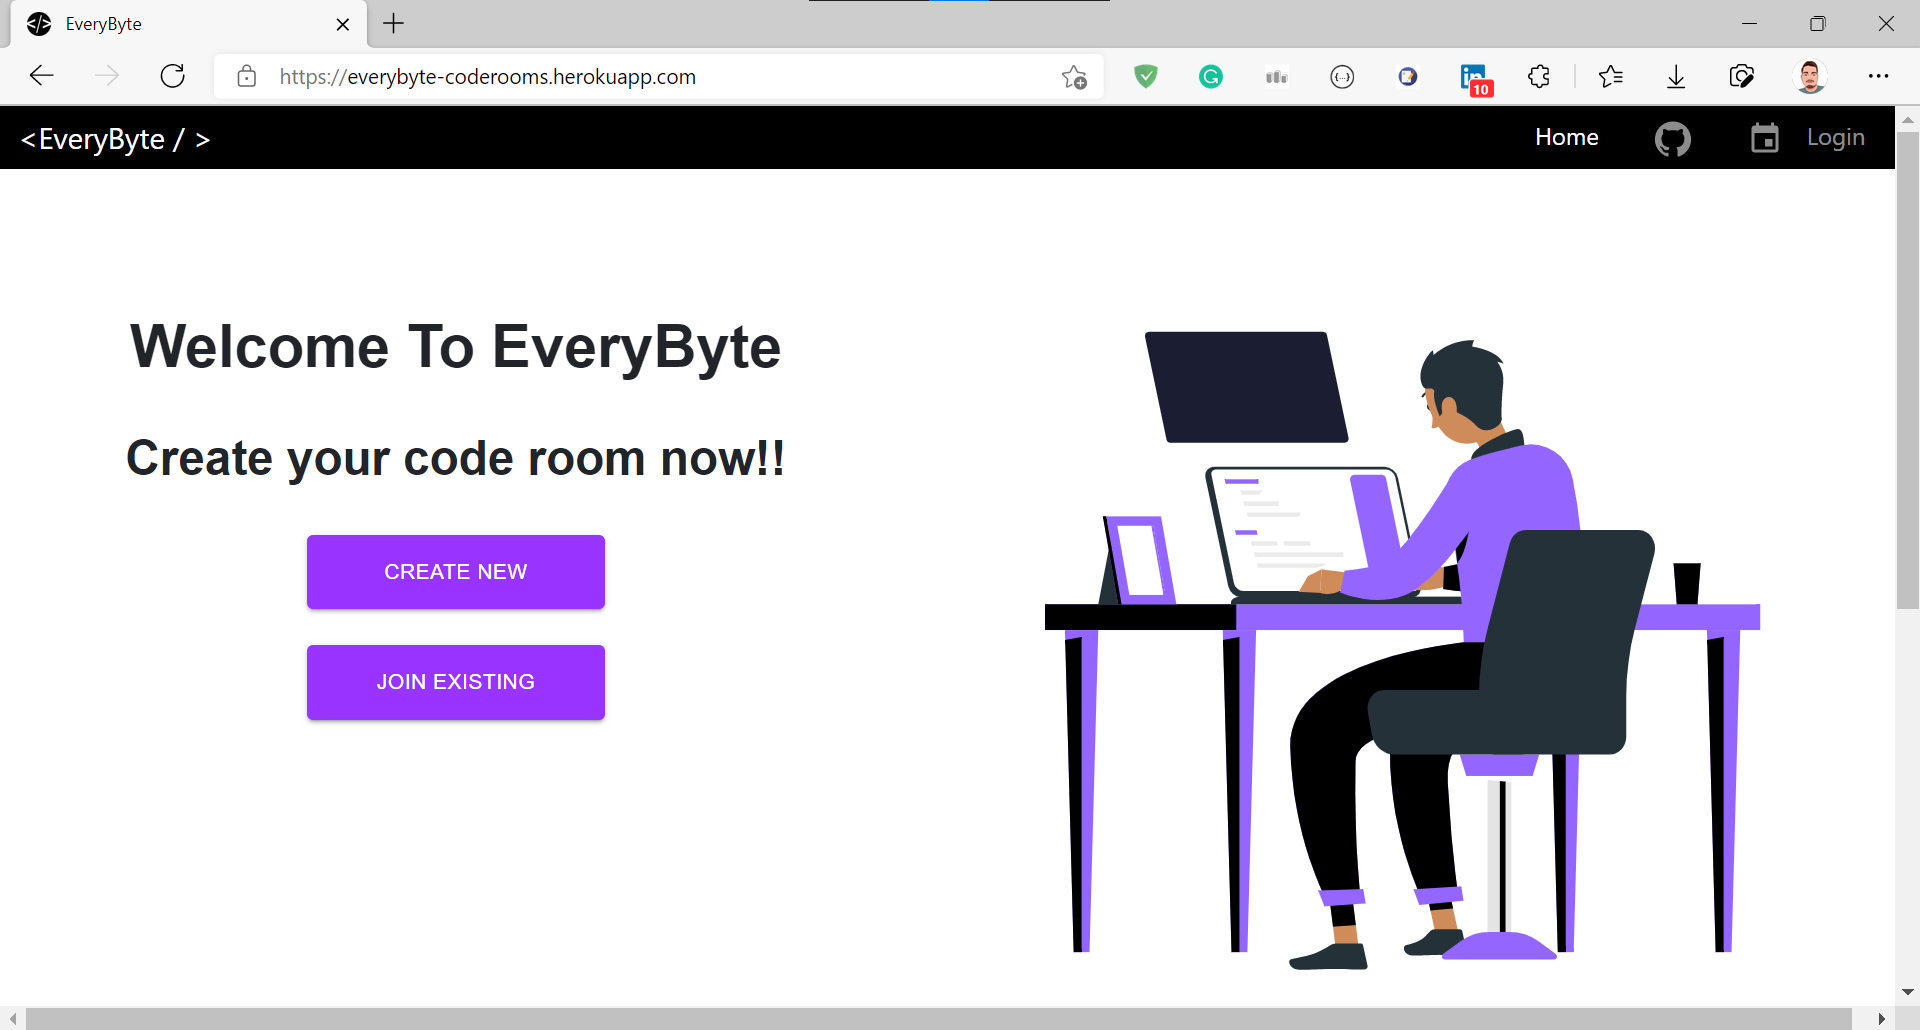 EveryByte
https://everybyte-coderooms.herokuapp.com
10
<EveryByte / >
Home
Login
Welcome To EveryByte
Create your code room now!!
CREATE NEW
JOIN EXISTING